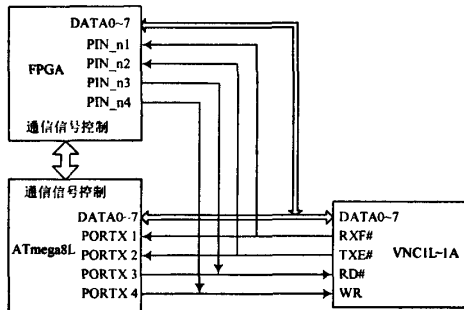 DATA0~7
PIN_n1
FPGA
PIN_n2
PIN_n3
PIN_n4
通信信号控制
通信信号控制
DATA0~7
ATmega8L
PORTX 1
PORTX 2
PORTX 3
PORTX 4
DATA0~7
RXF#
TXE#
VNC1L~1A
RD#
WR